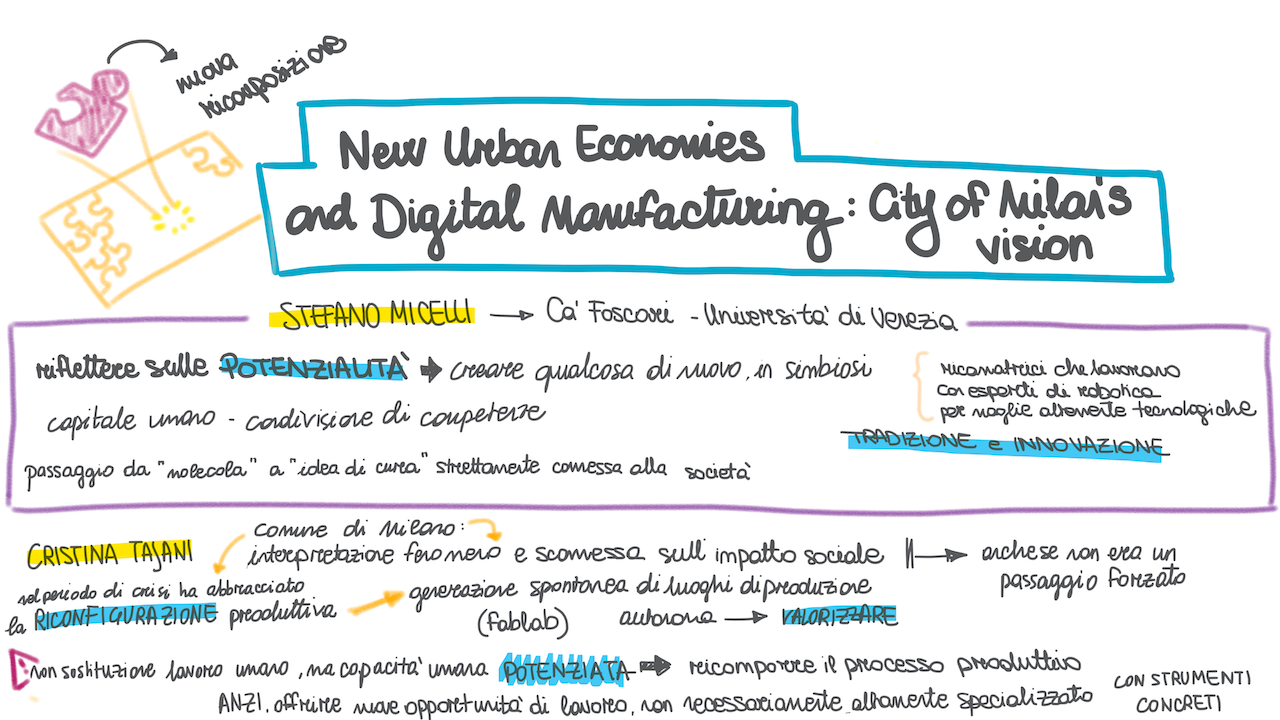 nuova
ricomposizione
New Urban Economies
and Digital Manufacturing: City of Milan's
vision
STEFANO MICELLI → Ca' Foscari - Università di Venezia
riflettere sulle POTENZIALITÀ → creare qualcosa di nuovo, in simbiosi
capitale umano - condivisione di competenze
passaggio da "molecola" a "idea di cura" strettamente connessa alla società
ricamatrici che lavorano
con esperti di robotica
per maglie altamente tecnologiche
TRADIZIONE e INNOVAZIONE
CRISTINA TAJANI
comune di Milano:
interpretazione fenomeno e scommessa sull'impatto sociale → anche se non era un
passaggio forzato
nel periodo di crisi ha abbracciato
la RICONFIGURAZIONE produttiva → generazione spontanea di luoghi di produzione
(fablab) autonoma → VALORIZZARE
non sostituzione lavoro umano, ma capacità umana POTENZIATA → ricomporre il processo produttivo
ANZI, offrire nuove opportunità di lavoro, non necessariamente altamente specializzato
CON STRUMENTI
CONCRETI